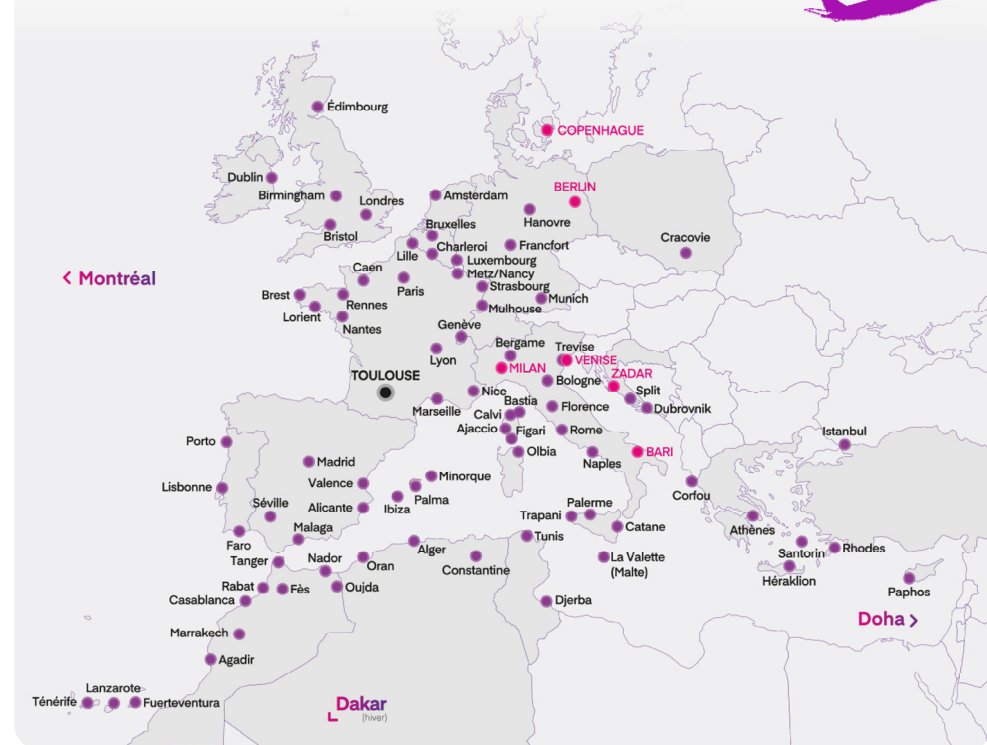 Édimbourg
COPENHAGUE
Dublin
BERLIN
Birmingham
Londres
Amsterdam
Hanovre
Bristol
Bruxelles
Lille
Charleroi
Francfort
Cracovie
Luxembourg
Caen
Metz/Nancy
< Montréal
Paris
Strasbourg
Brest
Rennes
Munich
Lorient
Mulhouse
Nantes
Genève
Bergame
Trevise
Lyon
VENISE
MILAN
ZADAR
TOULOUSE
Bologne
Nice
Split
Bastia
Marseille
Florence
Dubrovnik
Calvi
Ajaccio
Figari
Rome
Istanbul
Porto
Olbia
BARI
Madrid
Naples
Minorque
Valence
Lisbonne
Ibiza
Palma
Corfou
Séville
Alicante
Palerme
Trapani
Catane
Malaga
Athènes
Faro
Tunis
Santorin
Rhodes
Tanger
Nador
Oran
Alger
Constantine
La Valette
(Malte)
Héraklion
Rabat
Fès
Oujda
Paphos
Casablanca
Djerba
Doha >
Marrakech
Agadir
Lanzarote
Ténérife
Fuerteventura
Dakar
(hiver)